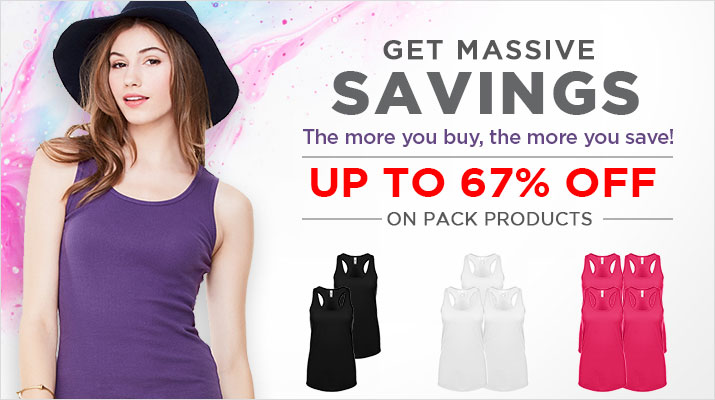 GET MASSIVE
SAVINGS
The more you buy, the more you save!
UP TO 67% OFF
ON PACK PRODUCTS